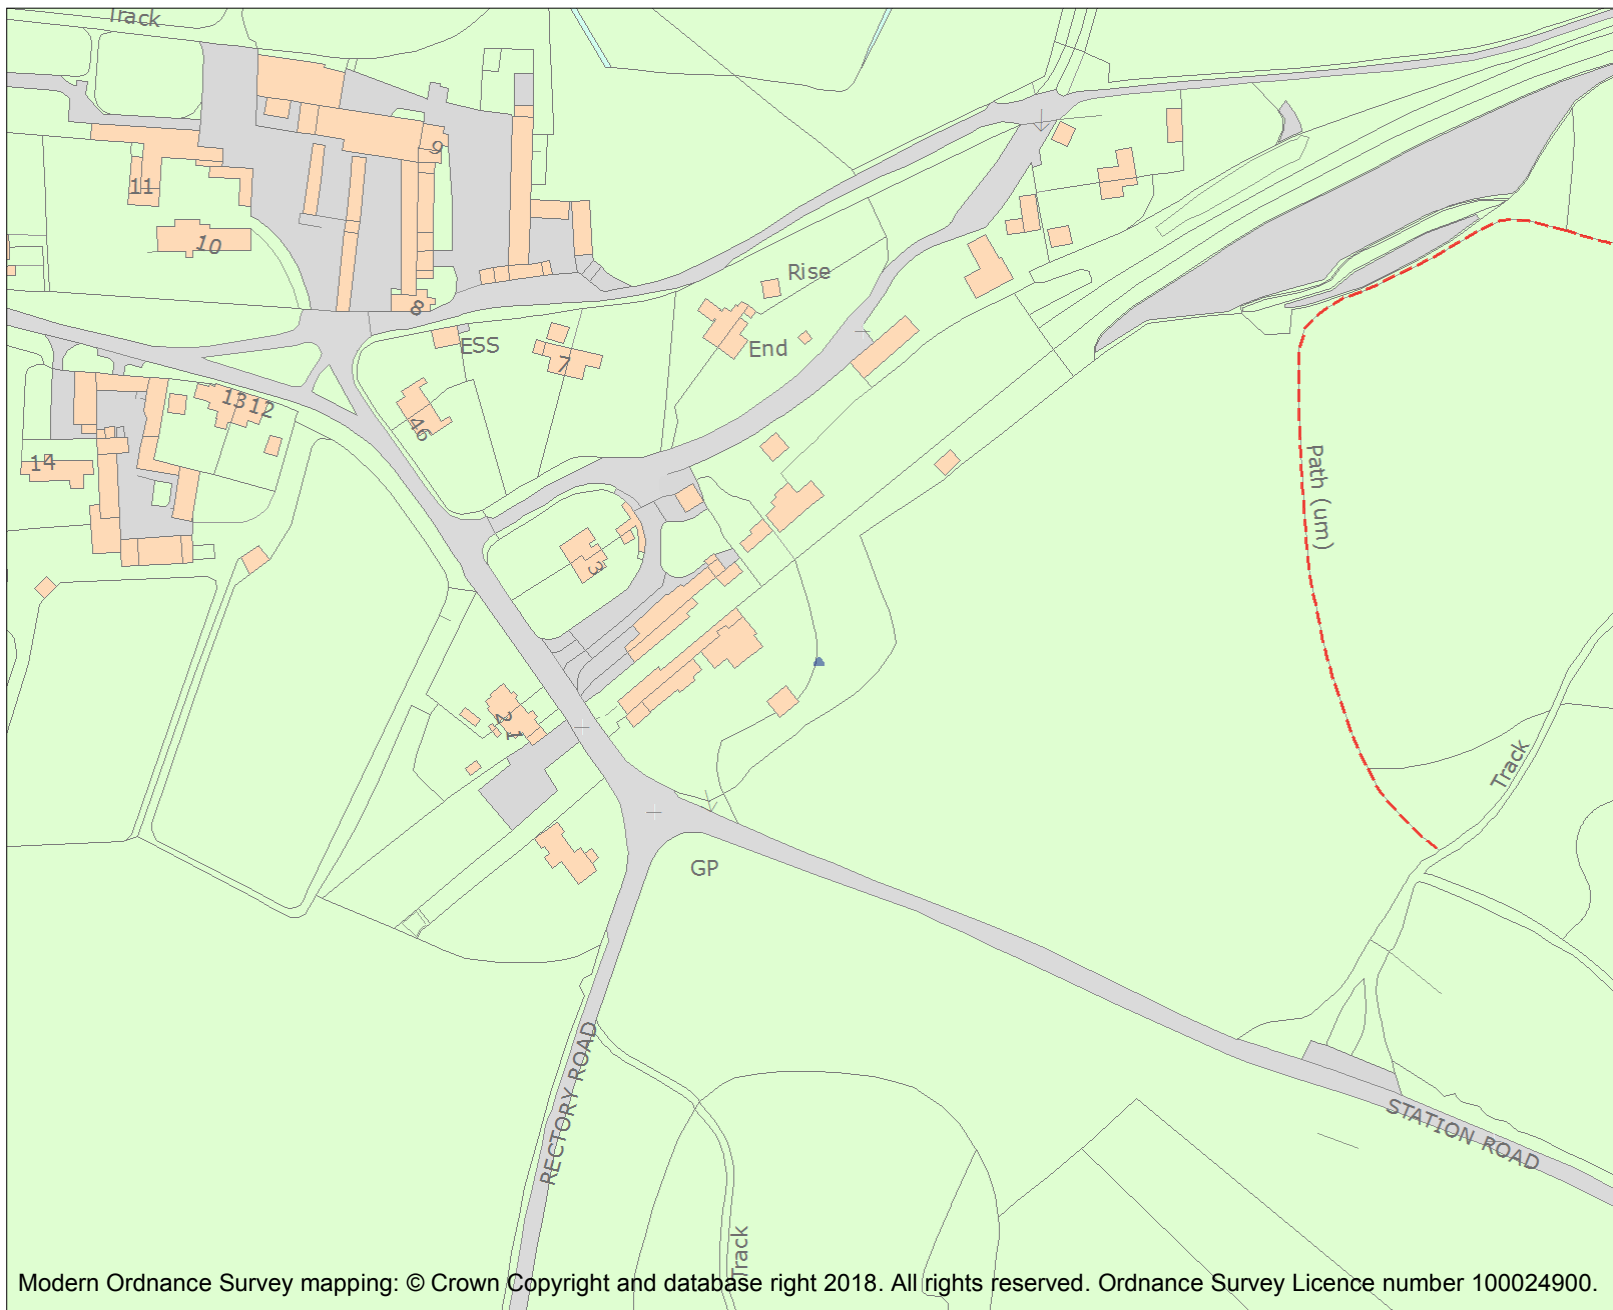 Track
9
11
10
Rise
8
ESS
End
7
13 12
46
14
Path (um)
3
2
1
Track
GP
RECTORY ROAD
STATION ROAD
Track
Modern Ordnance Survey mapping: © Crown Copyright and database right 2018. All rights reserved. Ordnance Survey Licence number 100024900.